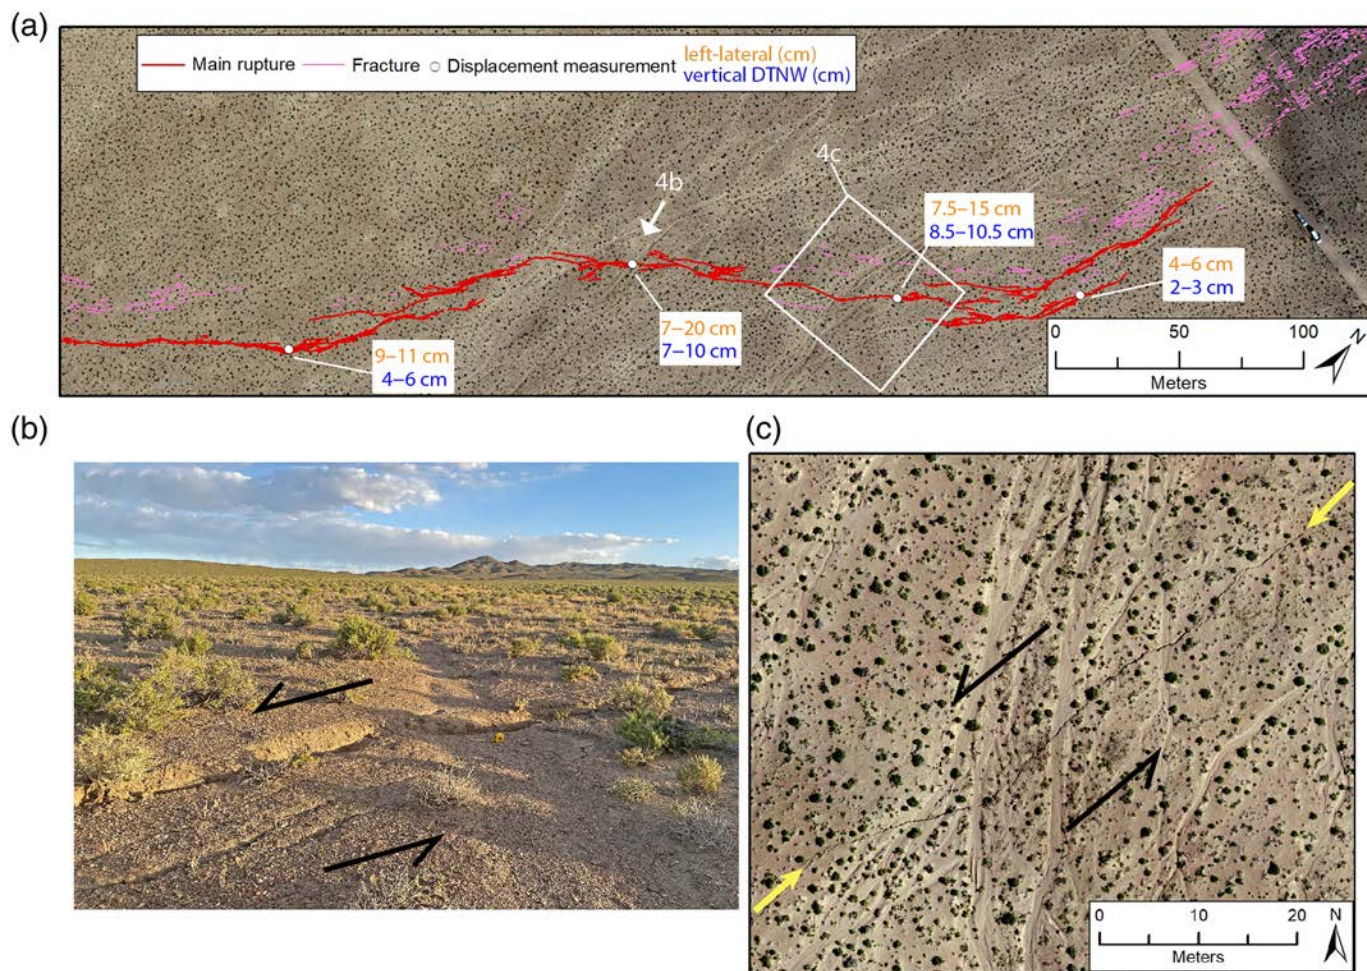 (a)
Main rupture
Fracture
Displacement measurement
left-lateral (cm)
vertical DTNW (cm)
4b
4c
7.5–15 cm
8.5–10.5 cm
4–6 cm
2–3 cm
7–20 cm
7–10 cm
9–11 cm
4–6 cm
0 50 100
Meters
N
(b)
(c)
0 10 20
Meters
N